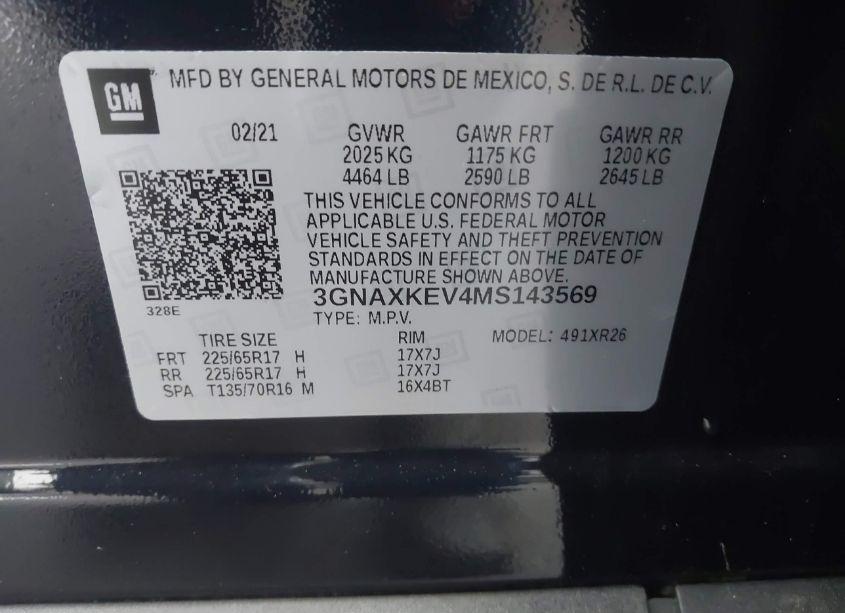 GM
MFD BY GENERAL MOTORS DE MEXICO, S. DE R.L. DE C.V.
02/21 GVWR GAWR FRT GAWR RR
2025 KG 1175 KG 1200 KG
4464 LB 2590 LB 2645 LB
THIS VEHICLE CONFORMS TO ALL
APPLICABLE U.S. FEDERAL MOTOR
VEHICLE SAFETY AND THEFT PREVENTION
STANDARDS IN EFFECT ON THE DATE OF
MANUFACTURE SHOWN ABOVE.
3GNAXKEV4MS143569
328E
TYPE: M.P.V.
TIRE SIZE RIM MODEL: 491XR26
FRT 225/65R17 H 17X7J
RR 225/65R17 H 17X7J
SPA T135/70R16 M 16X4BT